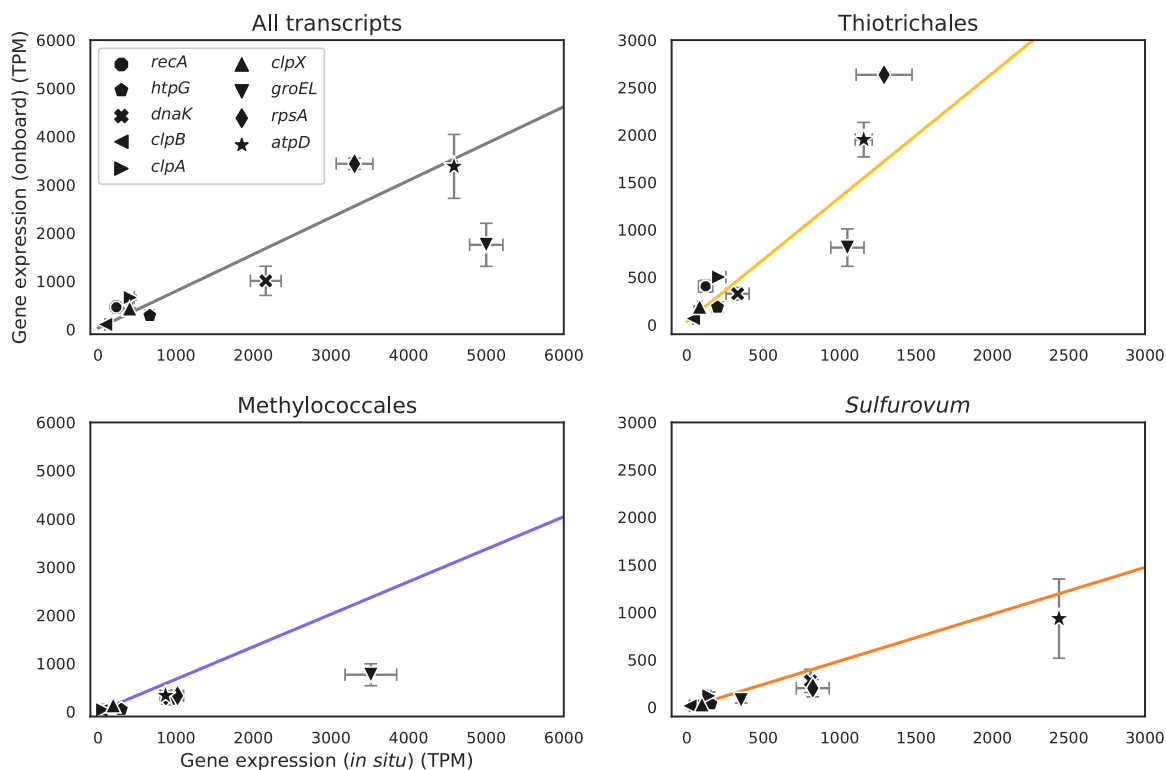 All transcripts
Thiotrichales
Gene expression (onboard) (TPM)
6000
5000
4000
3000
2000
1000
0
recA
htpG
dnaK
clpB
clpA
clpX
groEL
rpsA
atpD
0 1000 2000 3000 4000 5000 6000
3000
2500
2000
1500
1000
500
0
0 500 1000 1500 2000 2500 3000
Methylococcales
Sulfurovum
6000
5000
4000
3000
2000
1000
0
0 1000 2000 3000 4000 5000 6000
Gene expression (in situ) (TPM)
3000
2500
2000
1500
1000
500
0
0 500 1000 1500 2000 2500 3000